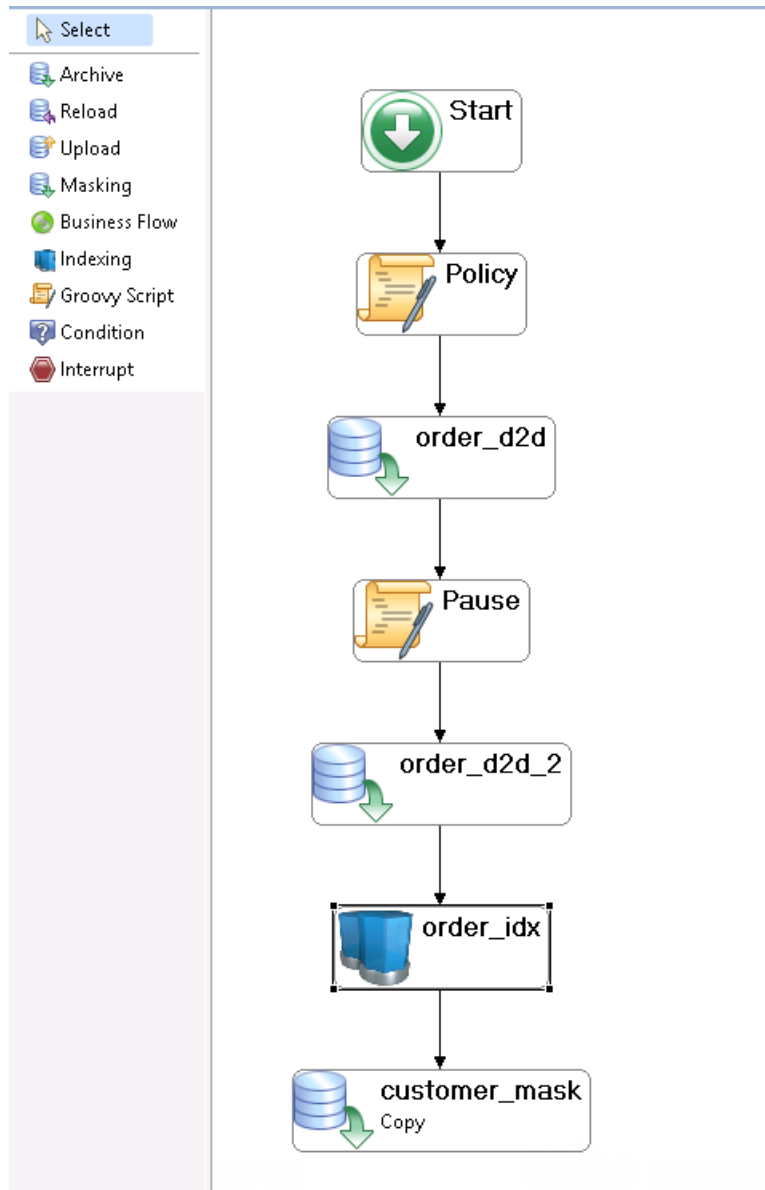 Select
Archive
Reload
Upload
Masking
Business Flow
Indexing
Groovy Script
Condition
Interrupt
Start
Policy
order_d2d
Pause
order_d2d_2
order_idx
customer_mask
Copy